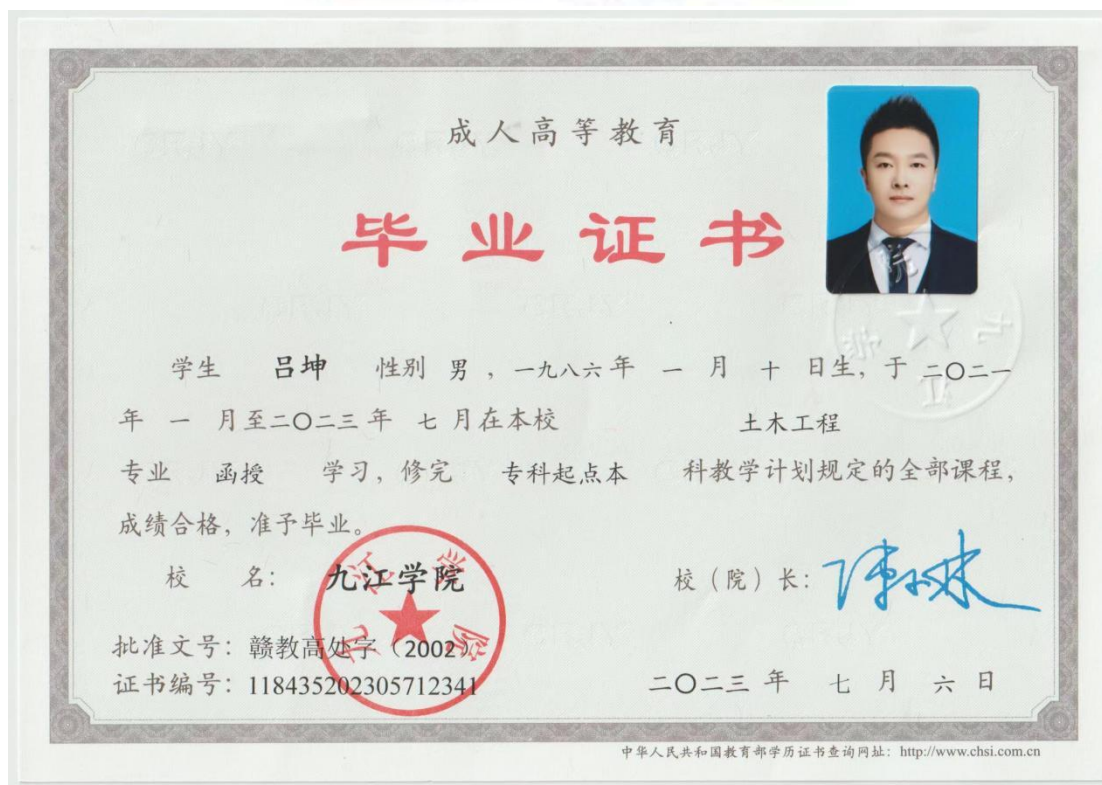 成人高等教育
毕业证书
学生 吕坤 性别 男 ，一九八六年 一 月 十 日生，于 二〇二一
年 一 月至二〇二三年 七 月在本校 土木工程
专业 函授 学习，修完 专科起点本 科教学计划规定的全部课程，
成绩合格，准予毕业。
校 名：九江学院
校（院）长：
批准文号：赣教高处字（2002）
证书编号：118435202305712341
二〇二三 年 七 月 六 日
中华人民共和国教育部学历证书查询网址：http://www.chsi.com.cn
九江学院